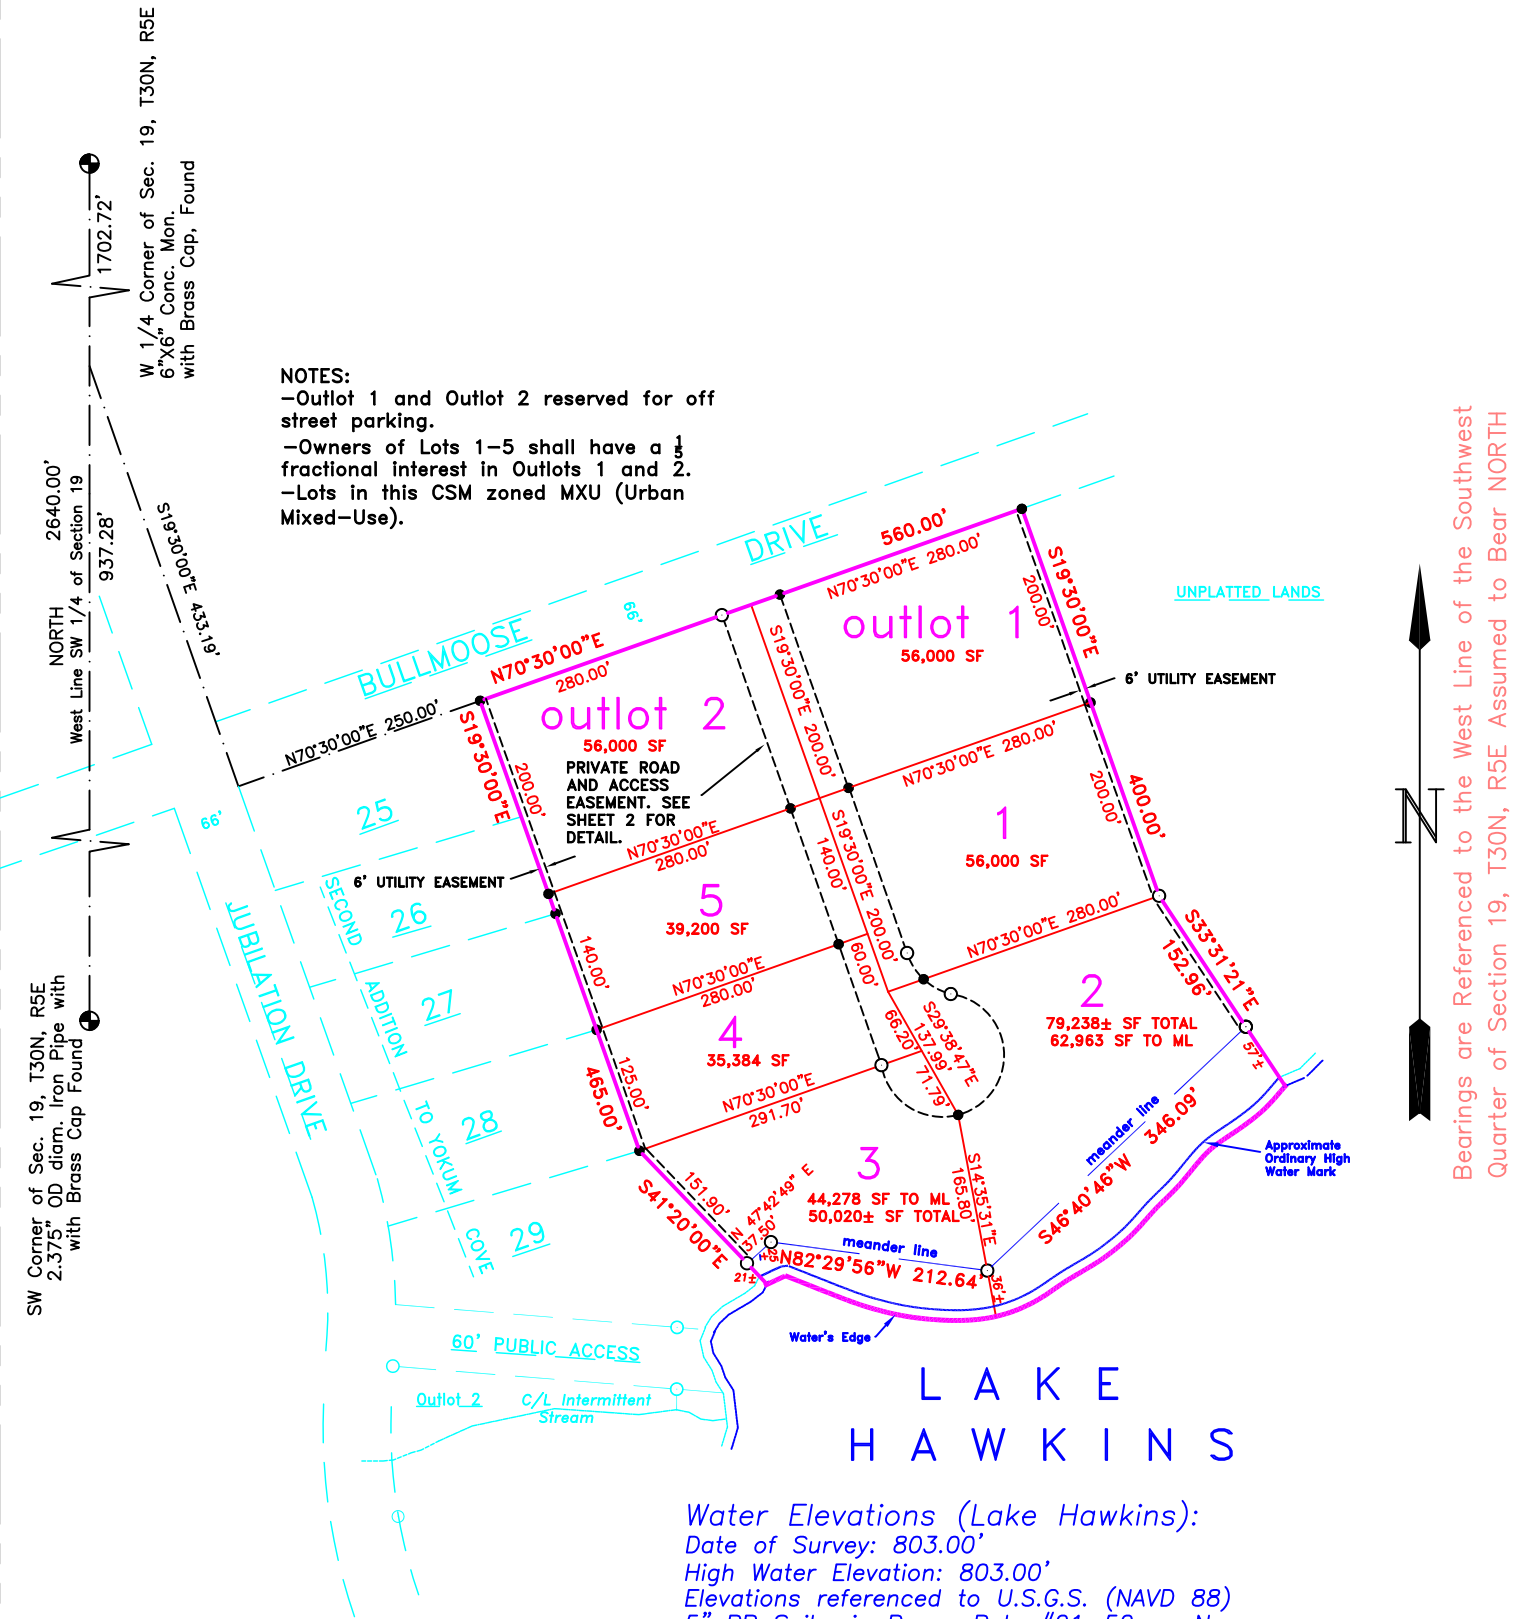 W 1/4 Corner of Sec. 19, T30N, R5E
6"X6" Conc. Mon.
with Brass Cap, Found
1702.72'
2640.00'
937.28'
NORTH
West Line SW 1/4 of Section 19
SW Corner of Sec. 19, T30N, R5E
2.375" OD diam. Iron Pipe with
with Brass Cap Found
S19°30'00"E 433.19'
N70°30'00"E 250.00'
NOTES:
-Outlot 1 and Outlot 2 reserved for off
street parking.
-Owners of Lots 1-5 shall have a 1/5
fractional interest in Outlots 1 and 2.
-Lots in this CSM zoned MXU (Urban
Mixed-Use).
BULLMOOSE DRIVE
66'
66'
JUBILATION DRIVE
SECOND ADDITION TO YOKUM COVE
25
26
27
28
29
60' PUBLIC ACCESS
Outlot 2
C/L Intermittent
Stream
UNPLATTED LANDS
N70°30'00"E
560.00'
N70°30'00"E 280.00'
280.00'
S19°30'00"E
200.00'
outlot 1
56,000 SF
6' UTILITY EASEMENT
outlot 2
56,000 SF
PRIVATE ROAD
AND ACCESS
EASEMENT. SEE
SHEET 2 FOR
DETAIL.
S19°30'00"E
200.00'
S19°30'00"E 200.00'
N70°30'00"E 280.00'
N70°30'00"E
280.00'
6' UTILITY EASEMENT
1
56,000 SF
200.00'
400.00'
5
39,200 SF
140.00'
S19°30'00"E 200.00'
140.00'
60.00'
N70°30'00"E 280.00'
N70°30'00"E
280.00'
S33°31'21"E
152.96'
2
79,238± SF TOTAL
62,963 SF TO ML
57'±
4
35,384 SF
125.00'
465.00'
66.20'
S29°38'47"E
137.99'
71.79'
N70°30'00"E
291.70'
3
44,278 SF TO ML
50,020± SF TOTAL
S14°35'31"E
165.80'
36'±
151.90'
S41°20'00"E
N 47°42'49" E
37.50'
25'±
21±
meander line
N82°29'56"W 212.64'
meander line
S46°40'46"W 346.09'
Approximate
Ordinary High
Water Mark
Water's Edge
LAKE
HAWKINS
Water Elevations (Lake Hawkins):
Date of Survey: 803.00'
High Water Elevation: 803.00'
Elevations referenced to U.S.G.S. (NAVD 88)
N
Bearings are Referenced to the West Line of the Southwest
Quarter of Section 19, T30N, R5E Assumed to Bear NORTH